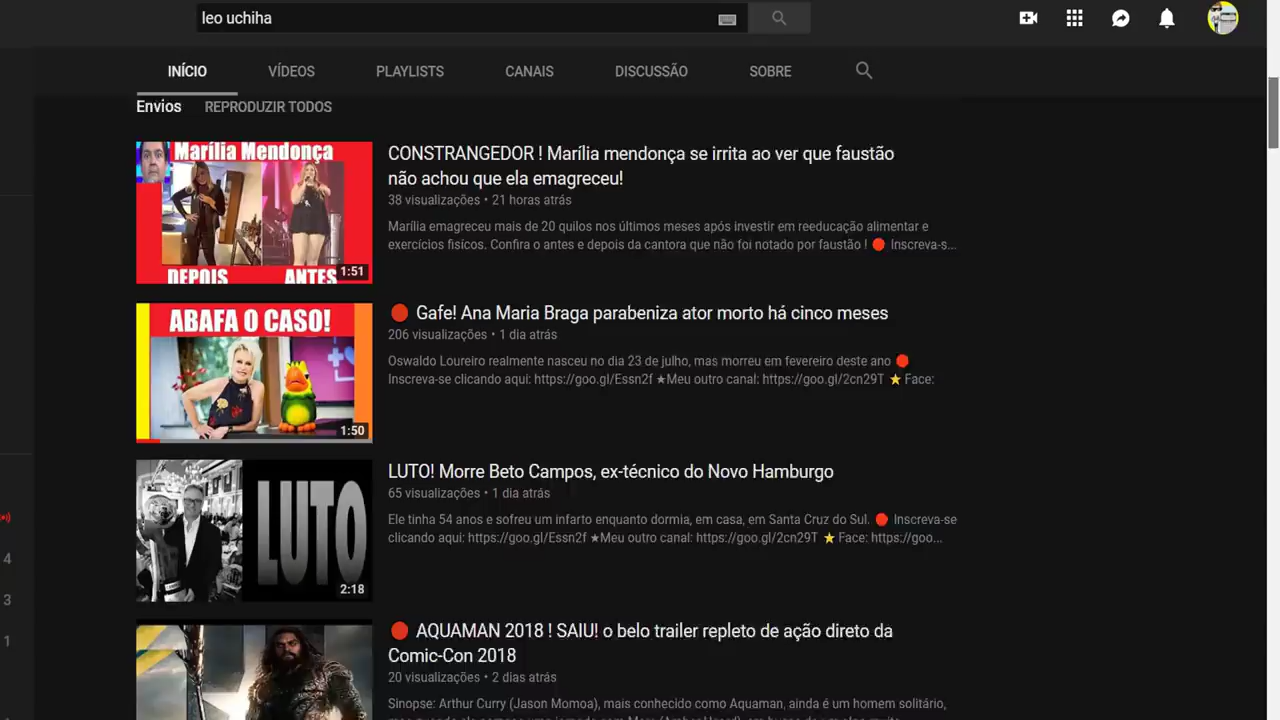 leo uchiha
INÍCIO VÍDEOS PLAYLISTS CANAIS DISCUSSÃO SOBRE
Envios REPRODUZIR TODOS
Marília Mendonça
DEPOIS ANTES
1:51
CONSTRANGEDOR ! Marília mendonça se irrita ao ver que faustão
não achou que ela emagreceu!
38 visualizações • 21 horas atrás
Marília emagreceu mais de 20 quilos nos últimos meses após investir em reeducação alimentar e
exercícios fisícos. Confira o antes e depois da cantora que não foi notado por faustão ! 🔴 Inscreva-s...
ABAFA O CASO!
1:50
🔴 Gafe! Ana Maria Braga parabeniza ator morto há cinco meses
206 visualizações • 1 dia atrás
Oswaldo Loureiro realmente nasceu no dia 23 de julho, mas morreu em fevereiro deste ano 🔴
Inscreva-se clicando aqui: https://goo.gl/Essn2f ★Meu outro canal: https://goo.gl/2cn29T ⭐ Face:
LUTO
2:18
LUTO! Morre Beto Campos, ex-técnico do Novo Hamburgo
65 visualizações • 1 dia atrás
Ele tinha 54 anos e sofreu um infarto enquanto dormia, em casa, em Santa Cruz do Sul. 🔴 Inscreva-se
clicando aqui: https://goo.gl/Essn2f ★Meu outro canal: https://goo.gl/2cn29T ⭐ Face: https://goo...
4
3
1
🔴 AQUAMAN 2018 ! SAIU! o belo trailer repleto de ação direto da
Comic-Con 2018
20 visualizações • 2 dias atrás
Sinopse: Arthur Curry (Jason Momoa), mais conhecido como Aquaman, ainda é um homem solitário,